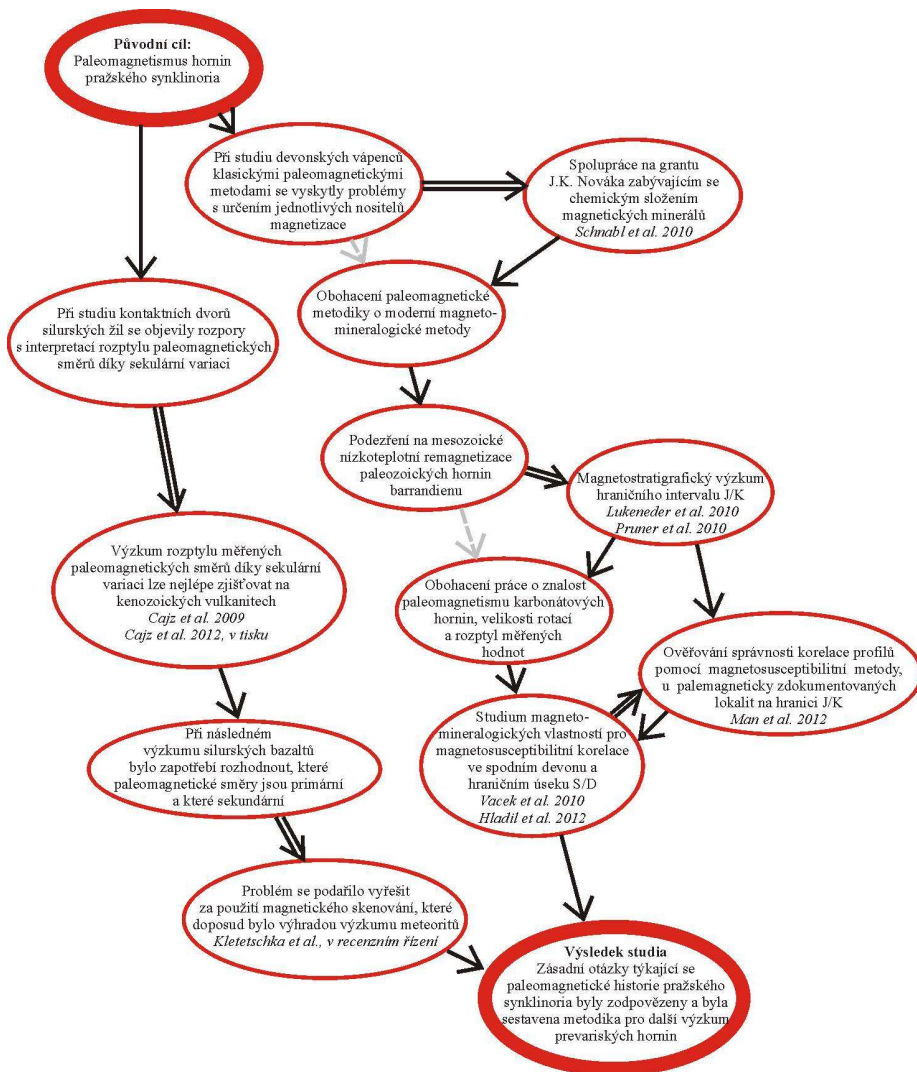 Původní cíl:
Paleomagnetismus hornin
pražského synklinoria
Při studiu devonských vápenců
klasickými paleomagnetickými
metodami se vyskytly problémy
s určením jednotlivých nositelů
magnetizace
Spolupráce na grantu
J.K. Nováka zabývajícím se
chemickým složením
magnetických minerálů
Schnabl et al. 2010
Obohacení paleomagnetické
metodiky o moderní magneto-
mineralogické metody
Při studiu kontaktních dvorů
silurských žil se objevily rozpory
s interpretací rozptylu paleomagnetických
směrů díky sekulární variaci
Podezření na mesozoické
nízkoteplotní remagnetizace
paleozoických hornin
barrandienu
Magnetostratigrafický výzkum
hraničního intervalu J/K
Lukeneder et al. 2010
Pruner et al. 2010
Výzkum rozptylu měřených
paleomagnetických směrů díky sekulární
variaci lze nejlépe zjišťovat na
kenozoických vulkanitech
Cajz et al. 2009
Cajz et al. 2012, v tisku
Obohacení práce o znalost
paleomagnetismu karbonátových
hornin, velikosti rotací
a rozptyl měřených
hodnot
Ověřování správnosti korelace profilů
pomocí magnetosusceptibilitní metody,
u palemagneticky zdokumentovaných
lokalit na hranici J/K
Man et al. 2012
Studium magneto-
mineralogických vlastností pro
magnetosusceptibilitní korelace
ve spodním devonu a
hraničním úseku S/D
Vacek et al. 2010
Hladil et al. 2012
Při následném
výzkumu silurských bazaltů
bylo zapotřebí rozhodnout, které
paleomagnetické směry jsou primární
a které sekundární
Problém se podařilo vyřešit
za použití magnetického skenování, které
doposud bylo výhradou výzkumu meteoritů
Kletetschka et al., v recenzním řízení
Výsledek studia
Zásadní otázky týkající se
paleomagnetické historie pražského
synklinoria byly zodpovězeny a byla
sestavena metodika pro další výzkum
prevariských hornin